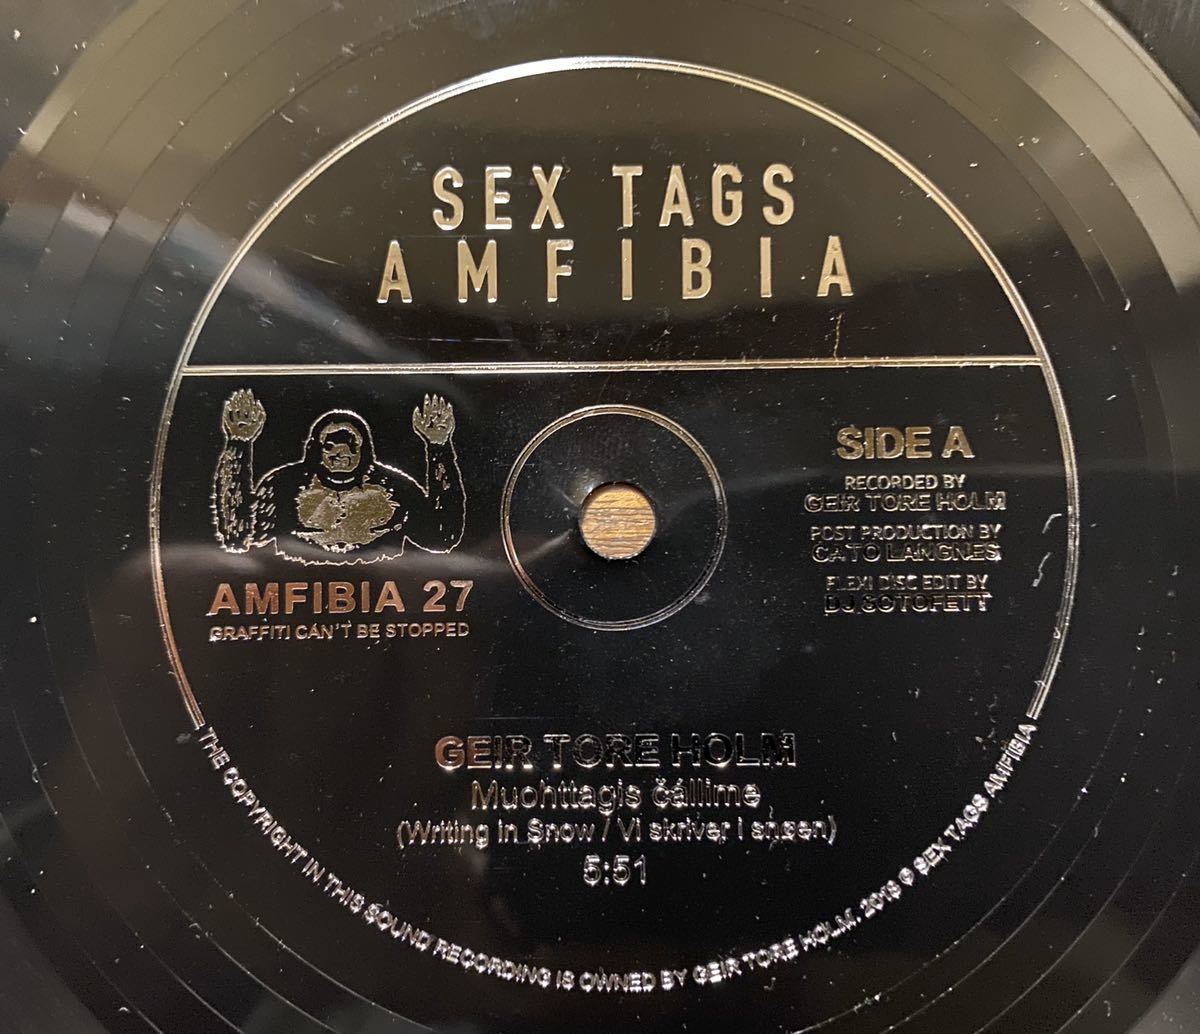 SEX TAGS
AMFIBIA
AMFIBIA 27
GRAFFITI CAN'T BE STOPPED
SIDE A
RECORDED BY
GEIR TORE HOLM
POST PRODUCTION BY
CATO LANGNES
FLEXI DISC EDIT BY
DJ SOTOFETT
GEIR TORE HOLM
Muohttagis čállime
(Writing in Snow / Vi skriver i snøen)
5:51
THE COPYRIGHT IN THIS SOUND RECORDING IS OWNED BY GEIR TORE HOLM, © SEX TAGS AMFIBIA